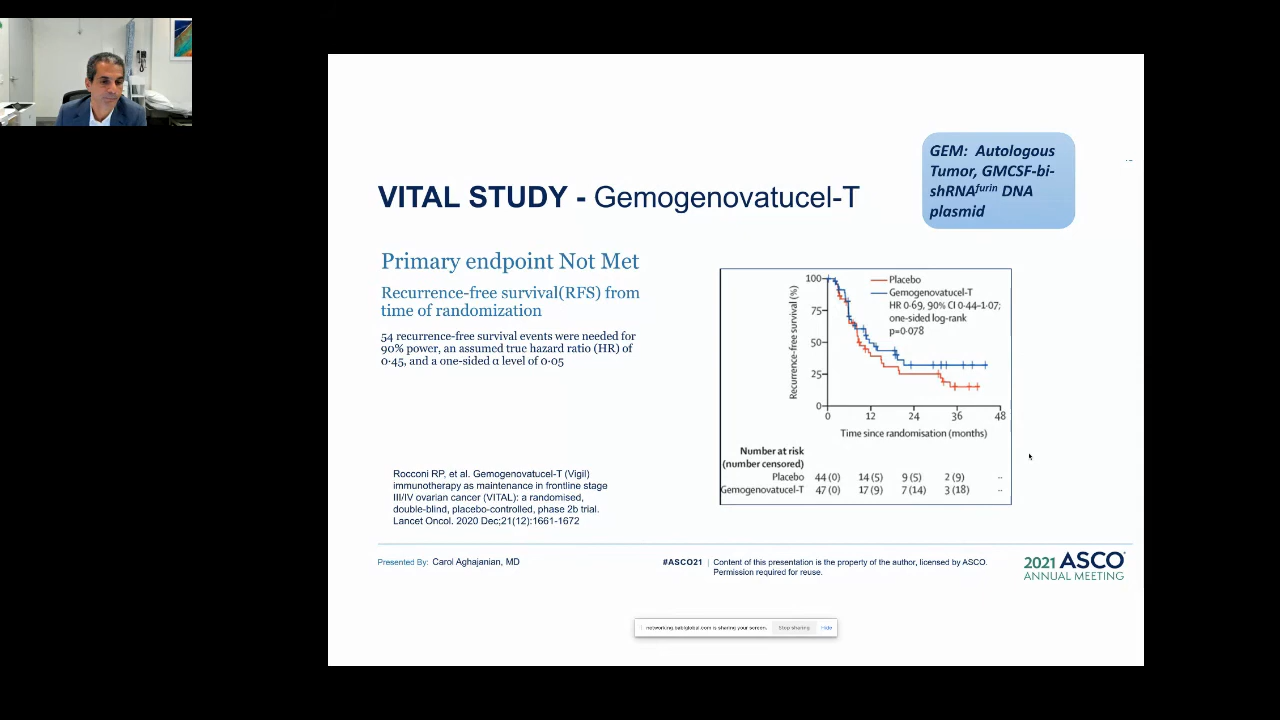 GEM: Autologous
Tumor, GMCSF-bi-
shRNAfurin DNA
plasmid
VITAL STUDY - Gemogenovatucel-T
Primary endpoint Not Met
Recurrence-free survival(RFS) from
time of randomization
54 recurrence-free survival events were needed for
90% power, an assumed true hazard ratio (HR) of
0·45, and a one-sided α level of 0·05
Rocconi RP, et al. Gemogenovatucel-T (Vigil)
immunotherapy as maintenance in frontline stage
III/IV ovarian cancer (VITAL): a randomised,
double-blind, placebo-controlled, phase 2b trial.
Lancet Oncol. 2020 Dec;21(12):1661-1672
Recurrence-free survival (%)
100
75
50
25
0
Placebo
Gemogenovatucel-T
HR 0·69, 90% CI 0·44–1·07;
one-sided log-rank
p=0·078
0 12 24 36 48
Time since randomisation (months)
Number at risk
(number censored)
Placebo 44 (0) 14 (5) 9 (5) 2 (9) ..
Gemogenovatucel-T 47 (0) 17 (9) 7 (14) 3 (18) ..
Presented By: Carol Aghajanian, MD
#ASCO21 | Content of this presentation is the property of the author, licensed by ASCO.
Permission required for reuse.
2021 ASCO
ANNUAL MEETING
is sharing your screen. Stop sharing Hide